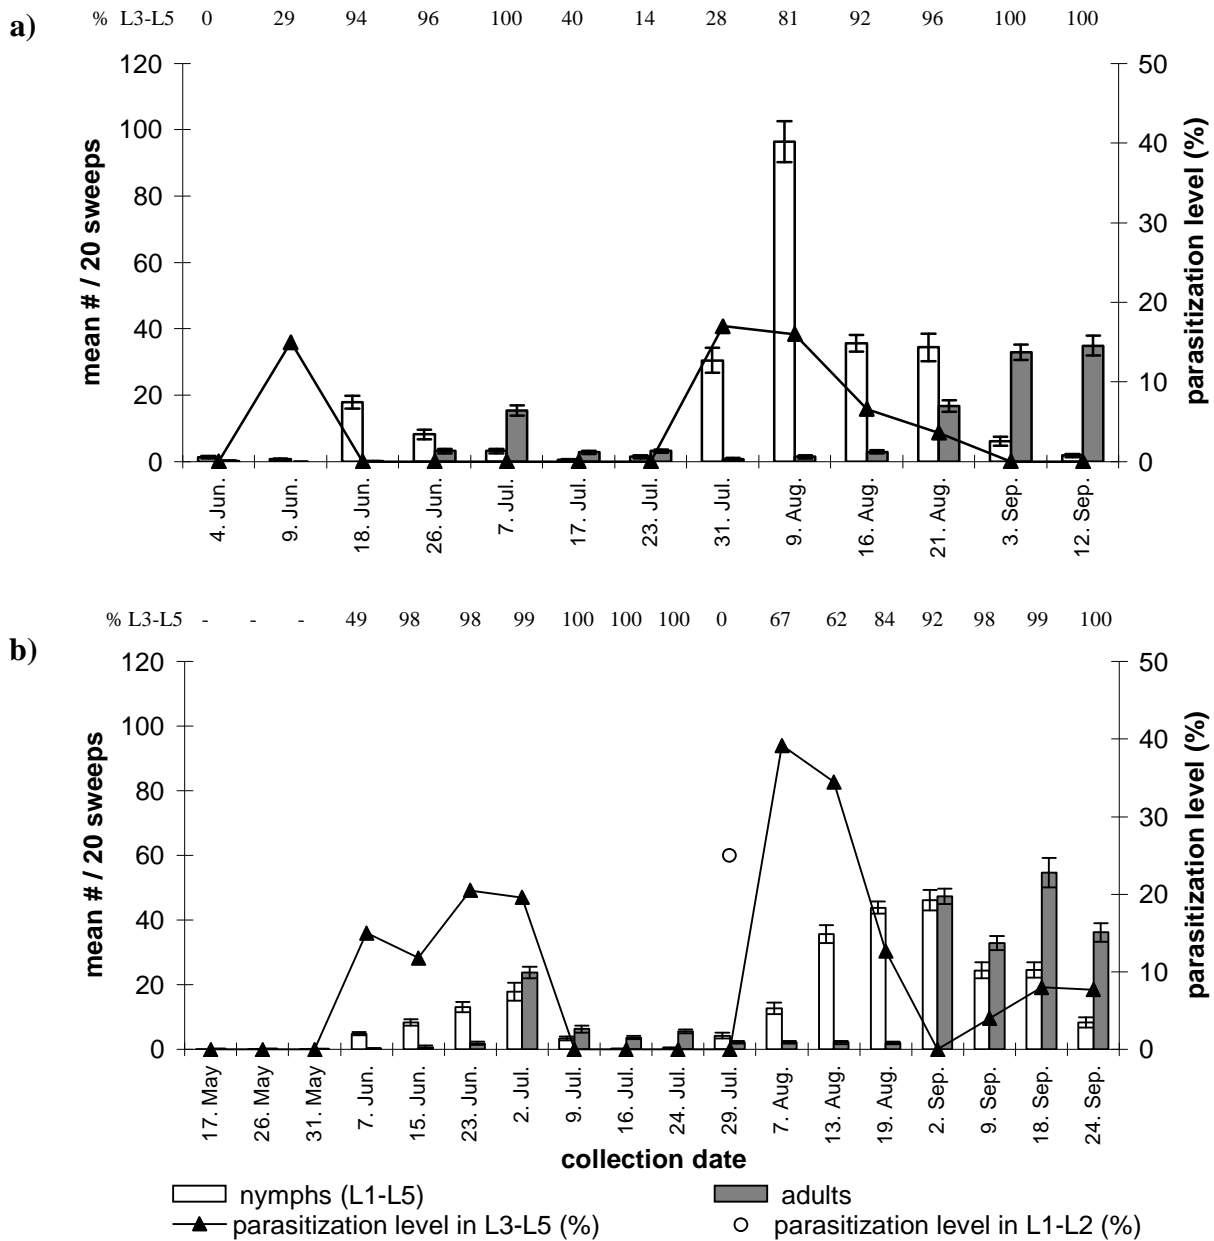 a)
% L3-L5 0 29 94 96 100 40 14 28 81 92 96 100 100
mean # / 20 sweeps
120
100
80
60
40
20
0
50
40
30
20
10
0
parasitization level (%)
4. Jun.
9. Jun.
18. Jun.
26. Jun.
7. Jul.
17. Jul.
23. Jul.
31. Jul.
9. Aug.
16. Aug.
21. Aug.
3. Sep.
12. Sep.
b)
% L3-L5 - - - 49 98 98 99 100 100 100 0 67 62 84 92 98 99 100
mean # / 20 sweeps
120
100
80
60
40
20
0
50
40
30
20
10
0
parasitization level (%)
17. May
26. May
31. May
7. Jun.
15. Jun.
23. Jun.
2. Jul.
9. Jul.
16. Jul.
24. Jul.
29. Jul.
7. Aug.
13. Aug.
19. Aug.
2. Sep.
9. Sep.
18. Sep.
24. Sep.
collection date
nymphs (L1-L5)
adults
parasitization level in L3-L5 (%)
parasitization level in L1-L2 (%)